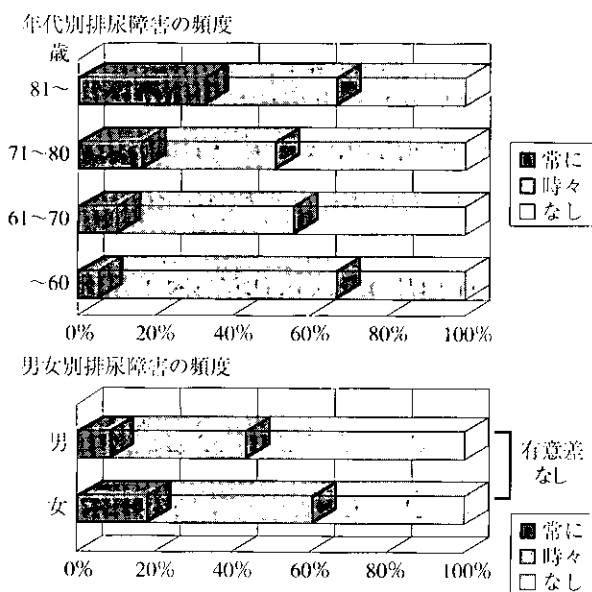 年代別排尿障害の頻度
歳
81～
71～80
61～70
～60
0% 20% 40% 60% 80% 100%
■ 常に
□ 時々
□ なし
男女別排尿障害の頻度
男
女
有意差
なし
0% 20% 40% 60% 80% 100%
■ 常に
□ 時々
□ なし